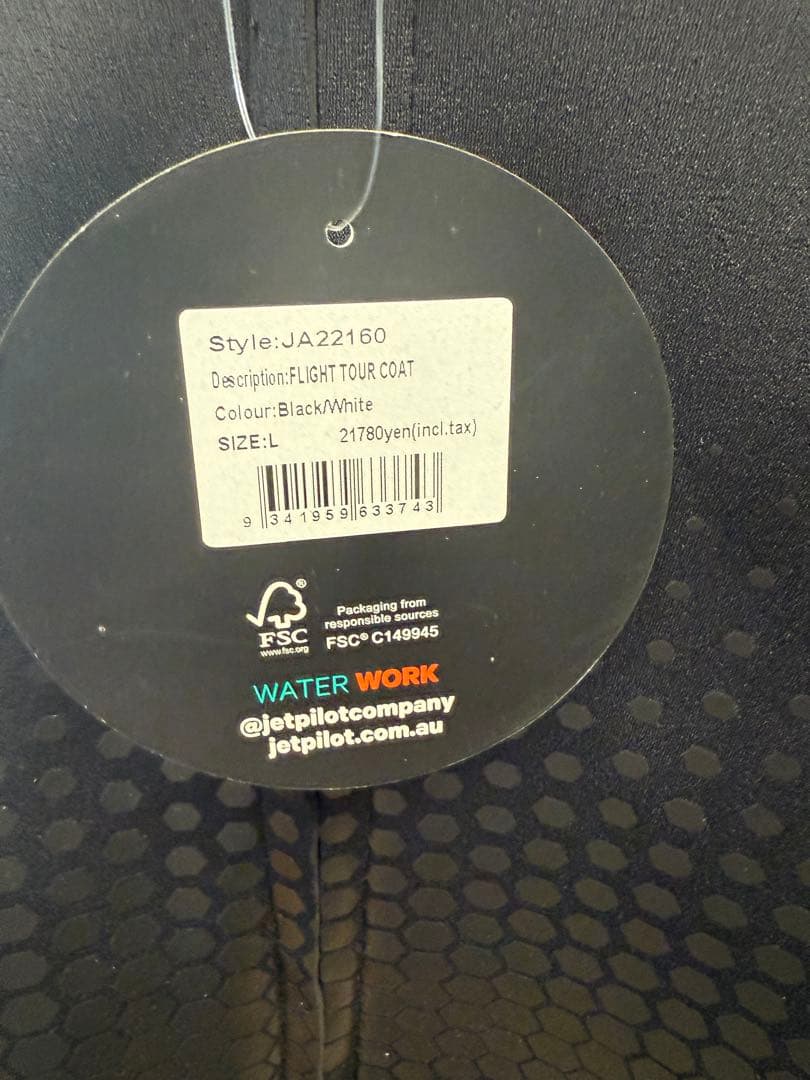 Style:JA22160
Description:FLIGHT TOUR COAT
Colour:Black/White
SIZE:L 21780yen(incl.tax)
9 341959 633743
FSC®
www.fsc.org
Packaging from
responsible sources
FSC® C149945
WATER WORK
@jetpilotcompany
jetpilot.com.au